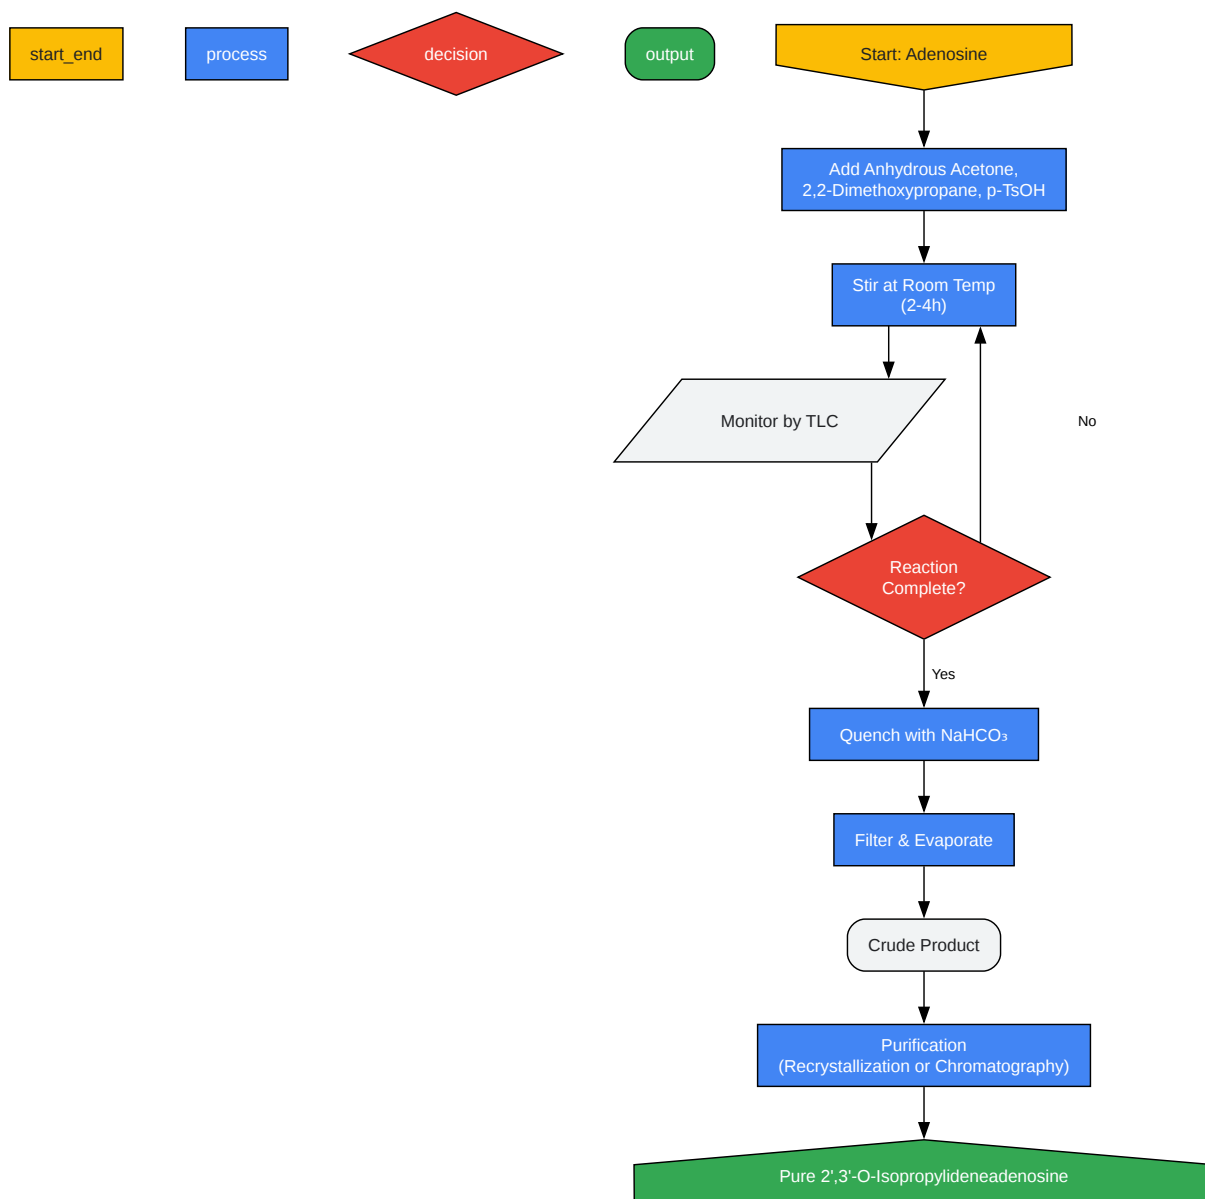 start_end
process
decision
output
Start: Adenosine
Add Anhydrous Acetone,
2,2-Dimethoxypropane, p-TsOH
Stir at Room Temp
(2-4h)
Monitor by TLC
No
Reaction
Complete?
Yes
Quench with NaHCO₃
Filter & Evaporate
Crude Product
Purification
(Recrystallization or Chromatography)
Pure 2',3'-O-Isopropylideneadenosine